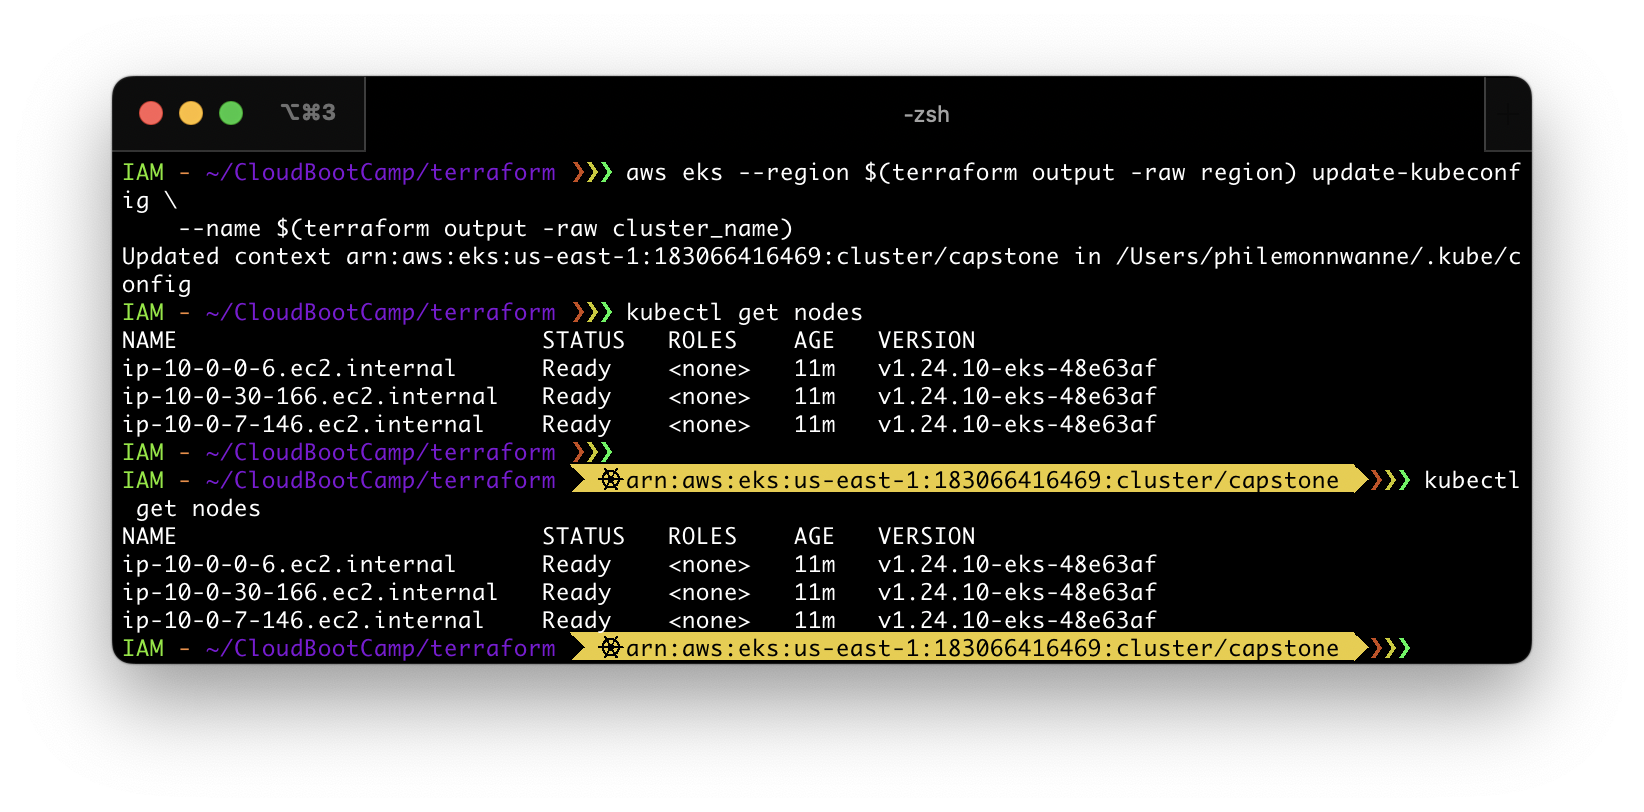 ⌥⌘3
-zsh
IAM - ~/CloudBootCamp/terraform ❯❯❯ aws eks --region $(terraform output -raw region) update-kubeconf
ig \
    --name $(terraform output -raw cluster_name)
Updated context arn:aws:eks:us-east-1:183066416469:cluster/capstone in /Users/philemonnwanne/.kube/c
onfig
IAM - ~/CloudBootCamp/terraform ❯❯❯ kubectl get nodes
NAME                          STATUS   ROLES    AGE   VERSION
ip-10-0-0-6.ec2.internal      Ready    <none>   11m   v1.24.10-eks-48e63af
ip-10-0-30-166.ec2.internal   Ready    <none>   11m   v1.24.10-eks-48e63af
ip-10-0-7-146.ec2.internal    Ready    <none>   11m   v1.24.10-eks-48e63af
IAM - ~/CloudBootCamp/terraform ❯❯❯
IAM - ~/CloudBootCamp/terraform ⎈arn:aws:eks:us-east-1:183066416469:cluster/capstone ❯❯❯ kubectl
 get nodes
NAME                          STATUS   ROLES    AGE   VERSION
ip-10-0-0-6.ec2.internal      Ready    <none>   11m   v1.24.10-eks-48e63af
ip-10-0-30-166.ec2.internal   Ready    <none>   11m   v1.24.10-eks-48e63af
ip-10-0-7-146.ec2.internal    Ready    <none>   11m   v1.24.10-eks-48e63af
IAM - ~/CloudBootCamp/terraform ⎈arn:aws:eks:us-east-1:183066416469:cluster/capstone ❯❯❯